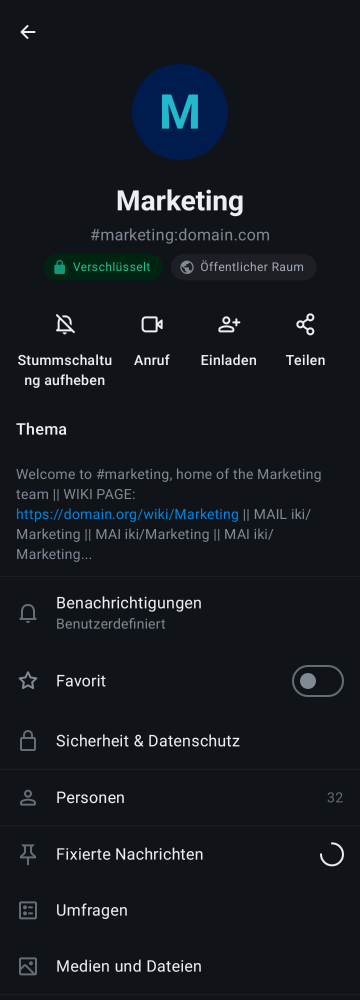 M
Marketing
#marketing:domain.com
Verschlüsselt
Öffentlicher Raum
Stummschaltu
ng aufheben
Anruf
Einladen
Teilen
Thema
Welcome to #marketing, home of the Marketing
team || WIKI PAGE:
https://domain.org/wiki/Marketing || MAIL iki/
Marketing || MAI iki/Marketing || MAI iki/
Marketing...
Benachrichtigungen
Benutzerdefiniert
Favorit
Sicherheit & Datenschutz
Personen 32
Fixierte Nachrichten
Umfragen
Medien und Dateien